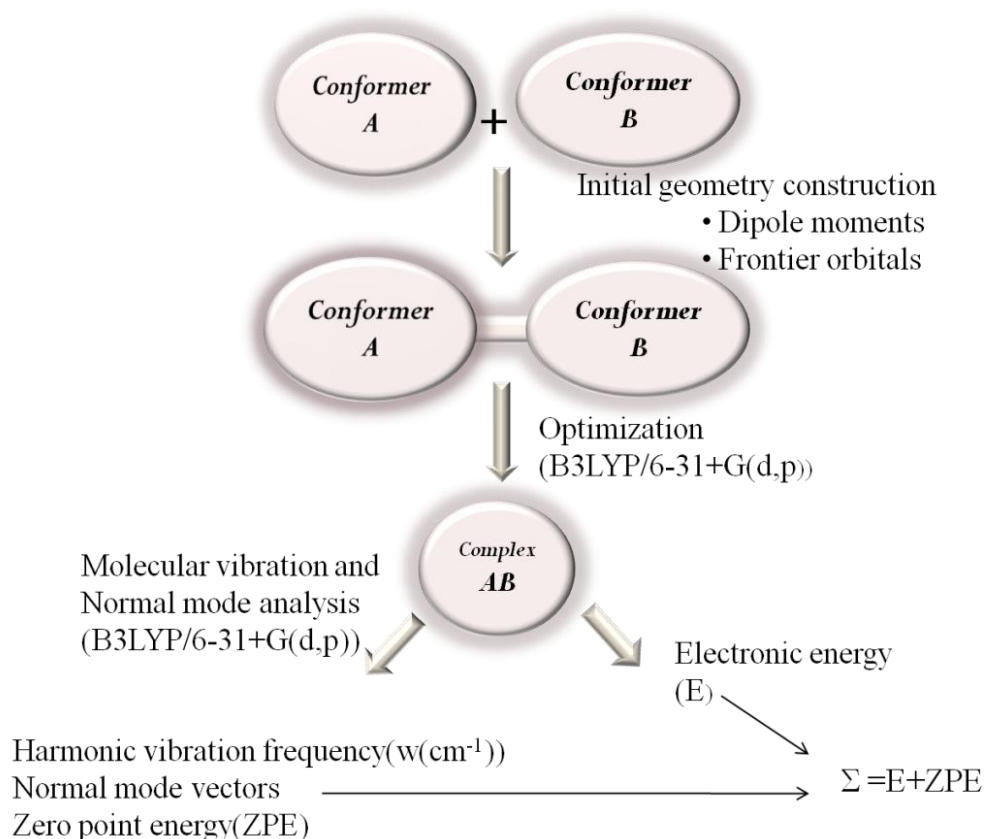 Conformer
A
+
Conformer
B
Initial geometry construction
• Dipole moments
• Frontier orbitals
Conformer
A
Conformer
B
Optimization
(B3LYP/6-31+G(d,p))
Complex
AB
Molecular vibration and
Normal mode analysis
(B3LYP/6-31+G(d,p))
Electronic energy
(E)
Harmonic vibration frequency(w(cm⁻¹))
Normal mode vectors
Zero point energy(ZPE)
Σ =E+ZPE